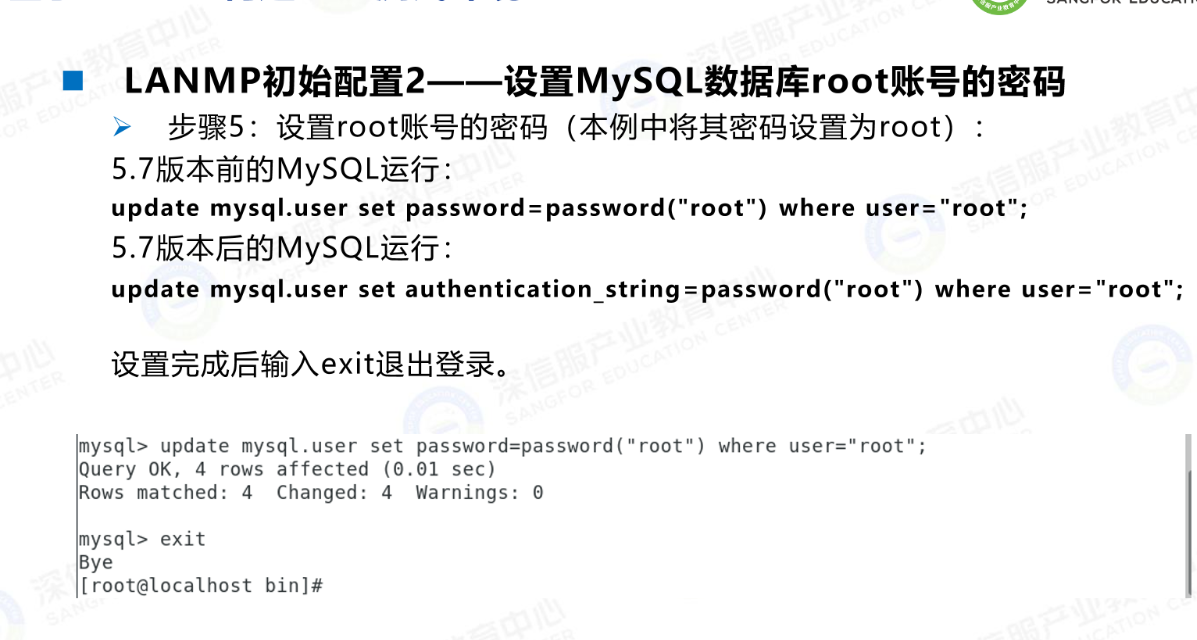 LANMP初始配置2——设置MySQL数据库root账号的密码
步骤5：设置root账号的密码（本例中将其密码设置为root）：
5.7版本前的MySQL运行：
update mysql.user set password=password("root") where user="root";
5.7版本后的MySQL运行：
update mysql.user set authentication_string=password("root") where user="root";
设置完成后输入exit退出登录。
mysql> update mysql.user set password=password("root") where user="root";
Query OK, 4 rows affected (0.01 sec)
Rows matched: 4  Changed: 4  Warnings: 0
mysql> exit
Bye
[root@localhost bin]#
深信服产业教育中心
SANGFOR EDUCATION CENTER